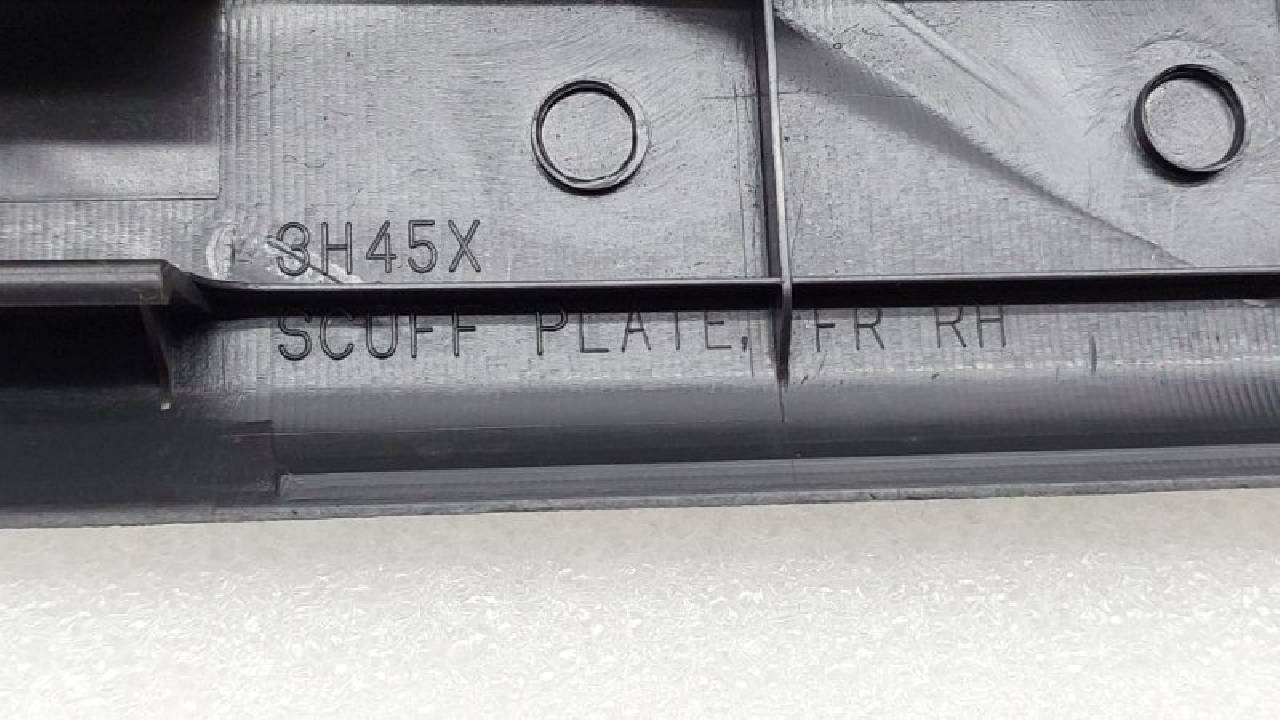 3H45X
SCUFF PLATE, FR RH